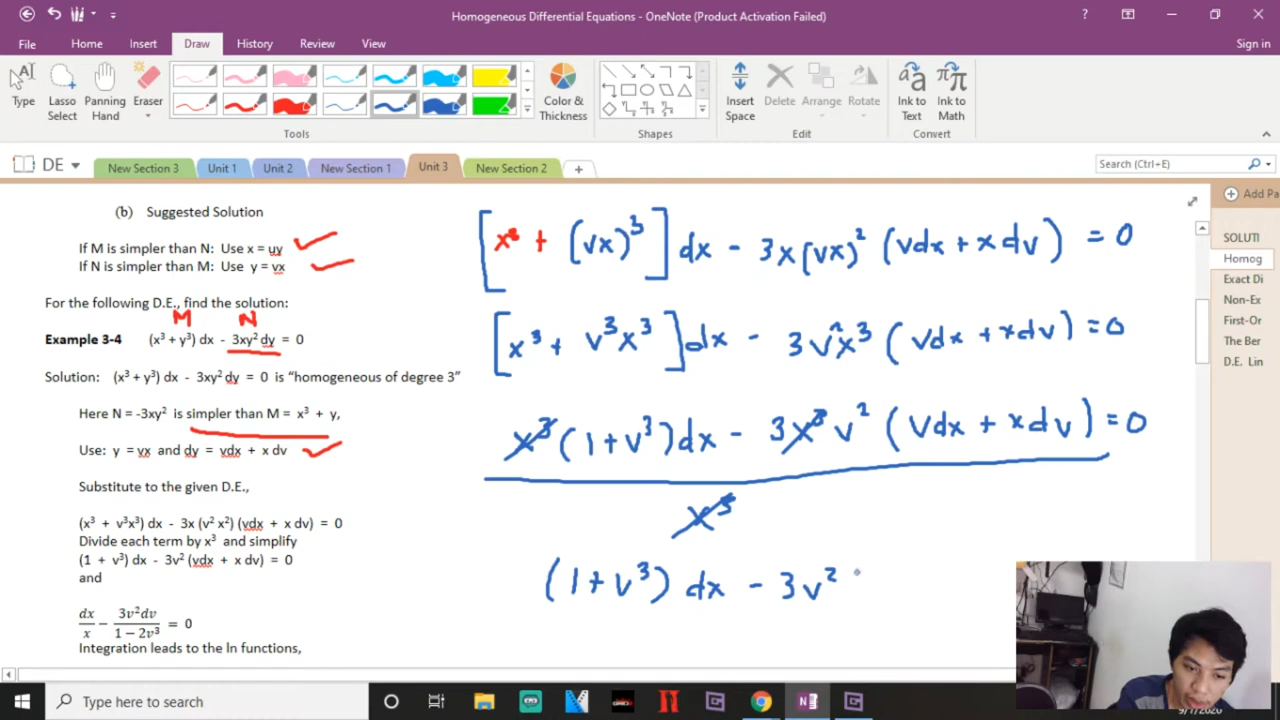 Homogeneous Differential Equations - OneNote (Product Activation Failed)
File Home Insert Draw History Review View Sign in
Type
Lasso Select
Panning Hand
Eraser
Color & Thickness
Insert Space
Delete
Arrange
Rotate
Ink to Text
Ink to Math
Tools
Shapes
Edit
Convert
DE New Section 3 Unit 1 Unit 2 New Section 1 Unit 3 New Section 2 Search (Ctrl+E)
Add Pa
SOLUTI
Homog
Exact Di
Non-Ex
First-Or
The Ber
D.E. Lin
(b) Suggested Solution
If M is simpler than N: Use x = uy
If N is simpler than M: Use y = vx
For the following D.E., find the solution:
M N
Example 3-4 (x³ + y³) dx - 3xy² dy = 0
Solution: (x³ + y³) dx - 3xy² dy = 0 is "homogeneous of degree 3"
Here N = -3xy² is simpler than M = x³ + y,
Use: y = vx and dy = vdx + x dv
Substitute to the given D.E.,
(x³ + v³x³) dx - 3x (v² x²) (vdx + x dv) = 0
Divide each term by x³ and simplify
(1 + v³) dx - 3v² (vdx + x dv) = 0
and
dx/x − 3v²dv/1 − 2v³ = 0
Integration leads to the ln functions,
[x³ + (vx)³] dx - 3x(vx)² (vdx + x dv) = 0
[x³ + v³x³] dx - 3v²x³ (vdx + xdv) = 0
x³(1 + v³)dx - 3x³v² (vdx + xdv) = 0
x³
(1 + v³) dx - 3v²
Type here to search
9/1/2020